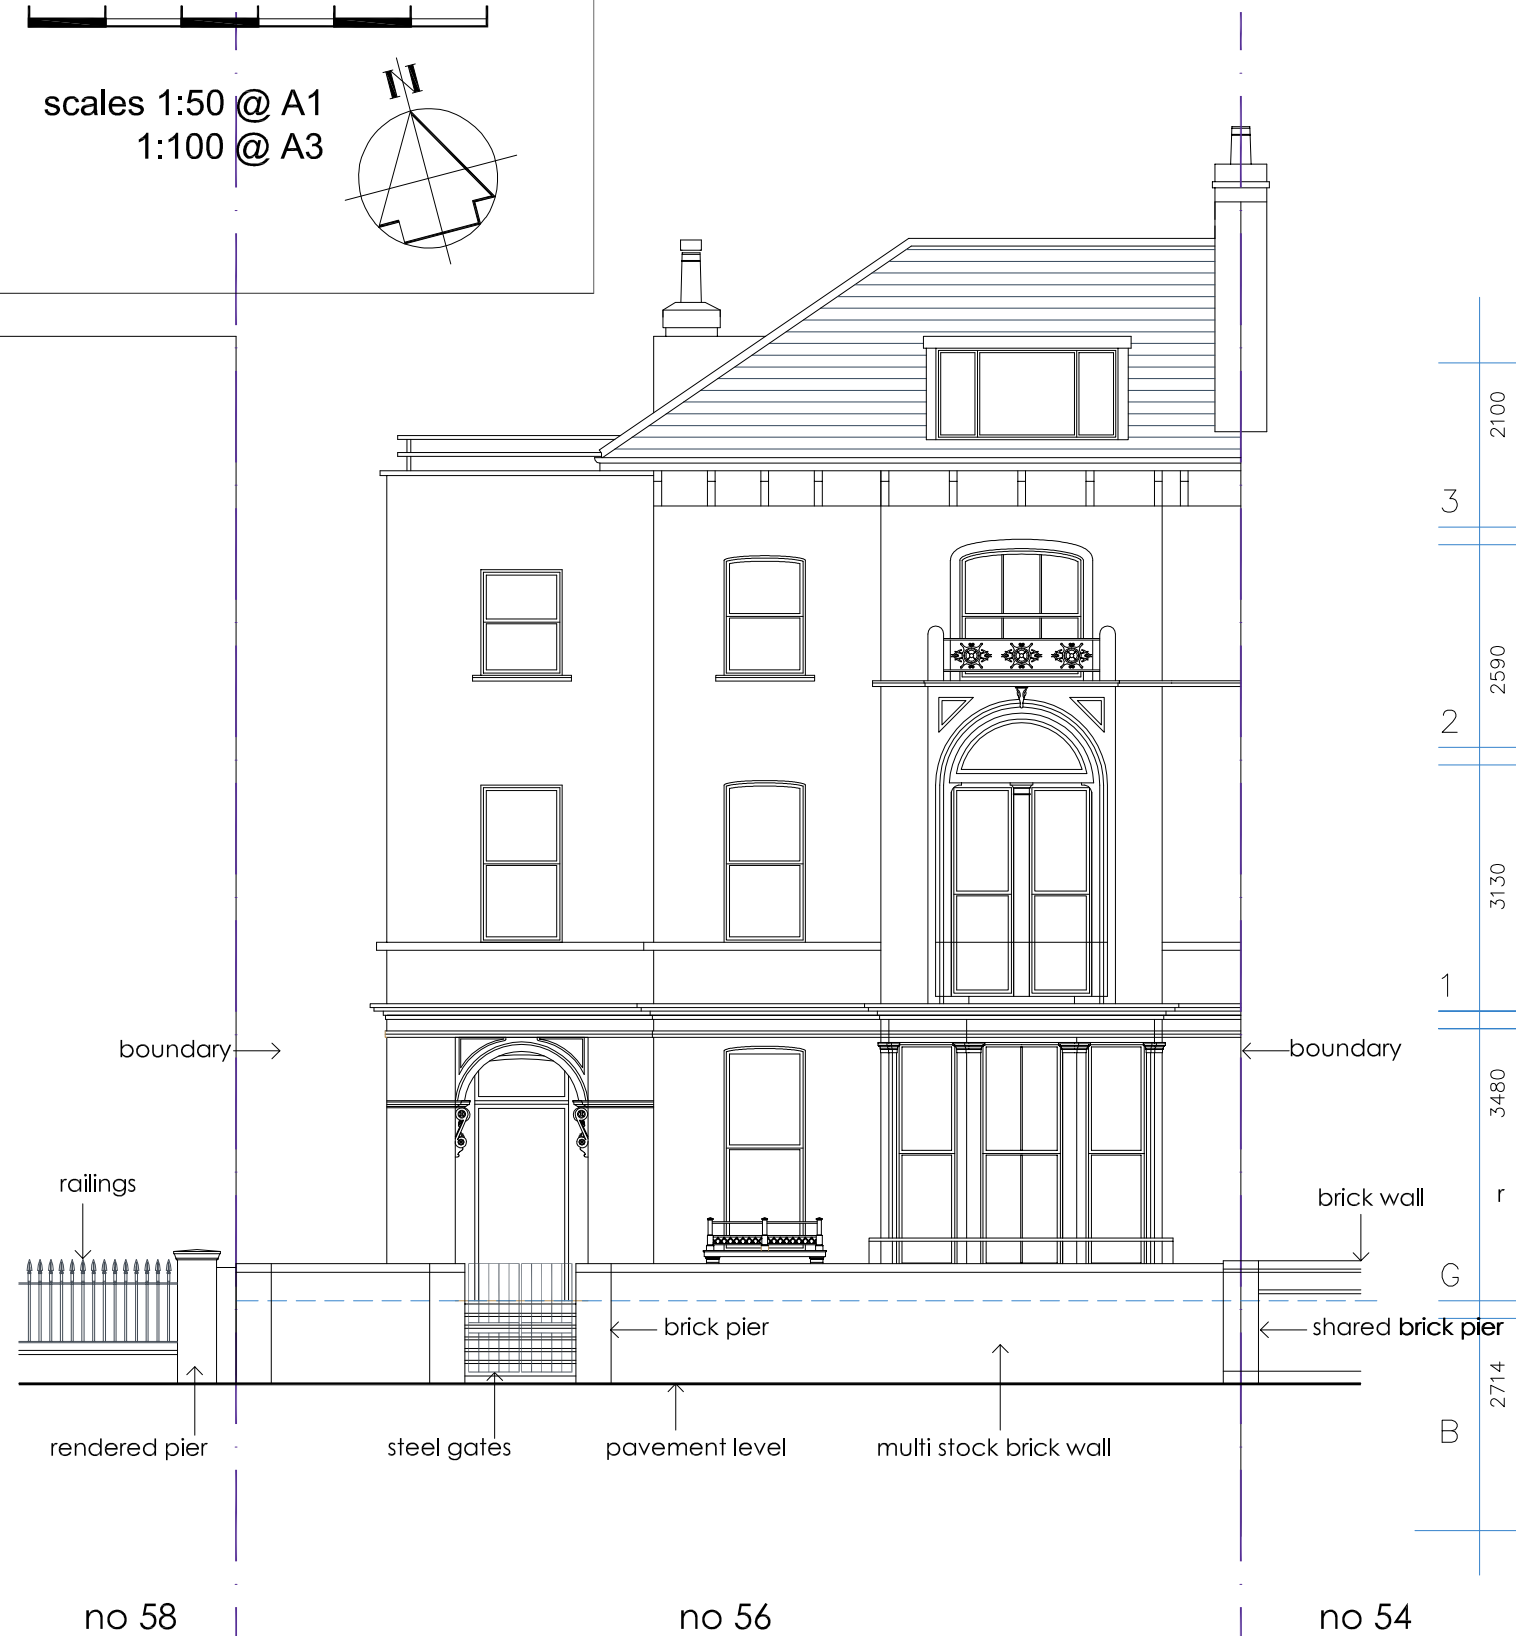 scales 1:50 @ A1
1:100 @ A3
N
2100
3
2590
2
3130
1
boundary
boundary
3480
railings
brick wall
r
G
brick pier
shared brick pier
2714
rendered pier
steel gates
pavement level
multi stock brick wall
B
no 58
no 56
no 54